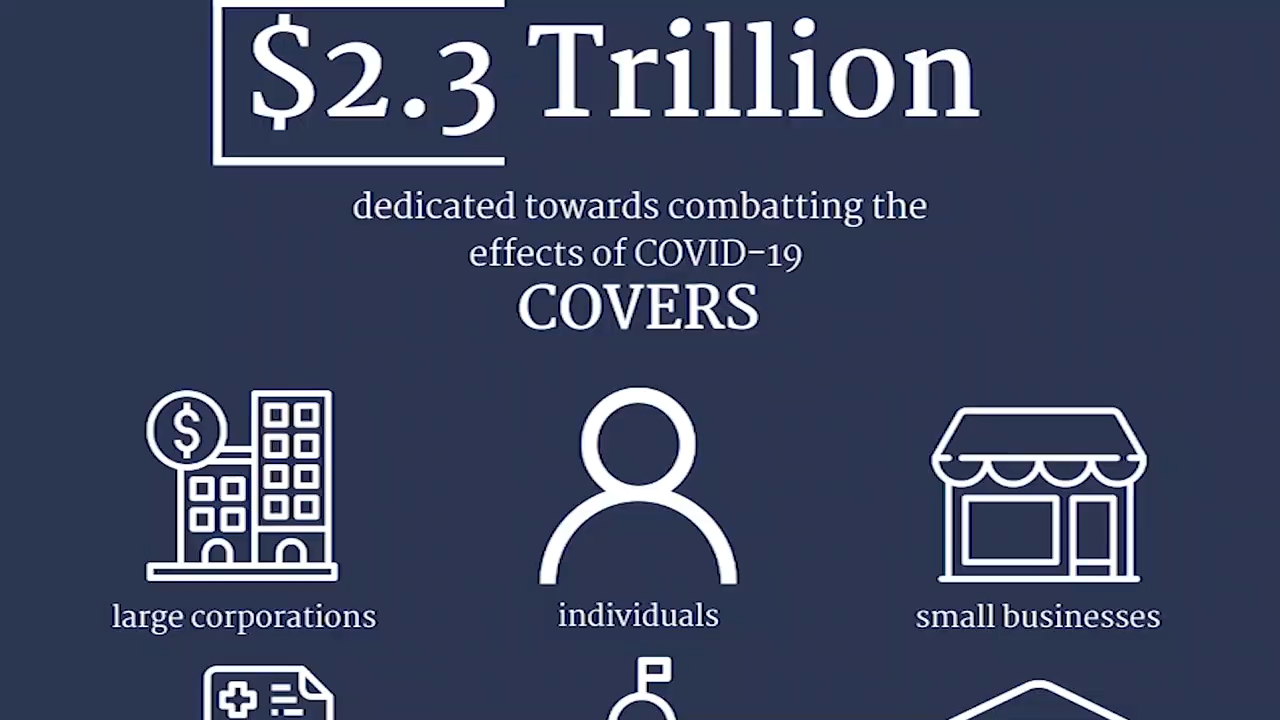 $2.3 Trillion
dedicated towards combatting the
effects of COVID-19
COVERS
$
large corporations
individuals
small businesses